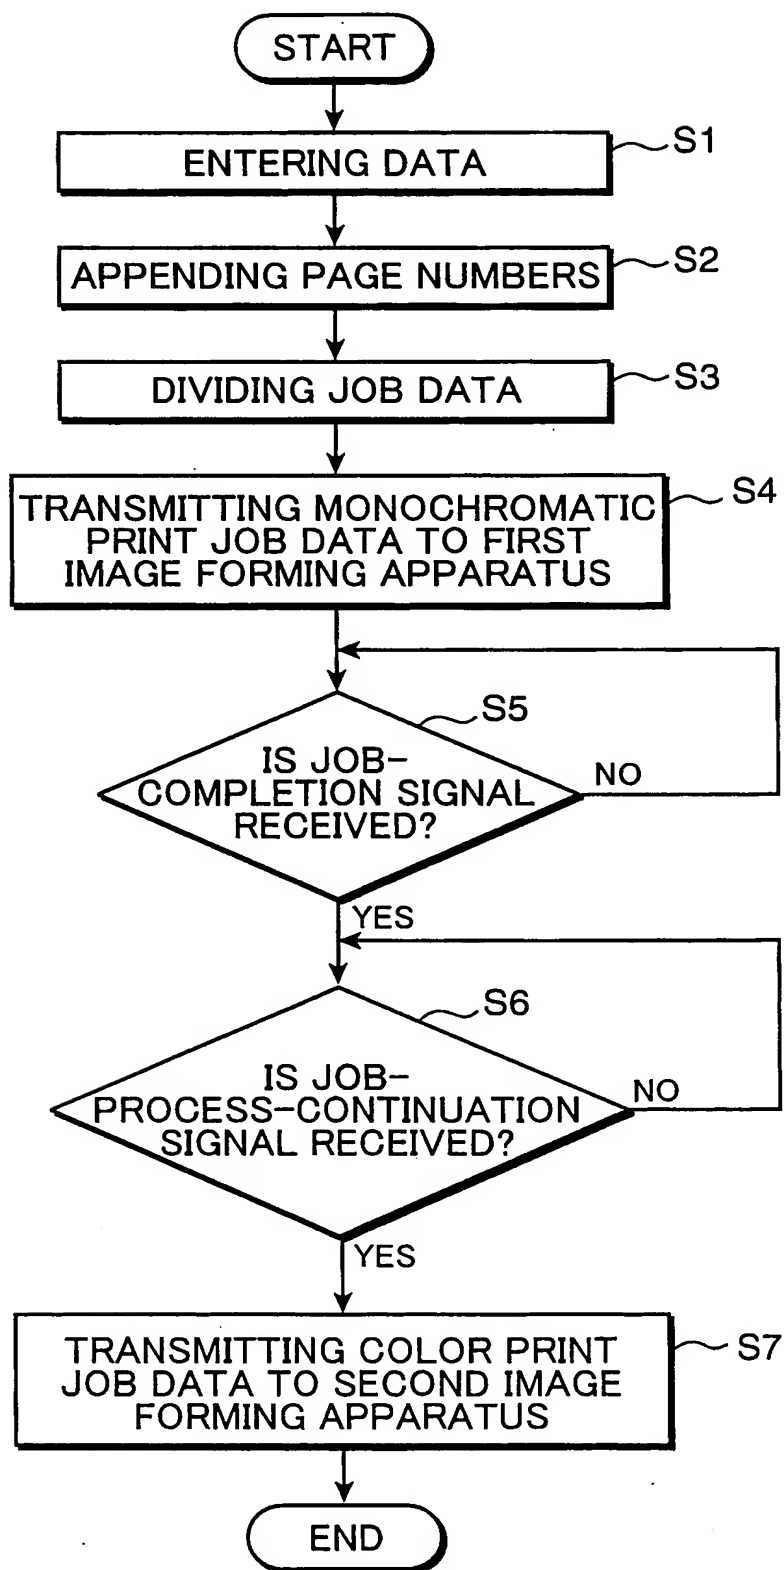 START
ENTERING DATA
S1
APPENDING PAGE NUMBERS
S2
DIVIDING JOB DATA
S3
TRANSMITTING MONOCHROMATIC
PRINT JOB DATA TO FIRST
IMAGE FORMING APPARATUS
S4
S5
IS JOB-
COMPLETION SIGNAL
RECEIVED?
NO
YES
S6
IS JOB-
PROCESS-CONTINUATION
SIGNAL RECEIVED?
NO
YES
TRANSMITTING COLOR PRINT
JOB DATA TO SECOND IMAGE
FORMING APPARATUS
S7
END